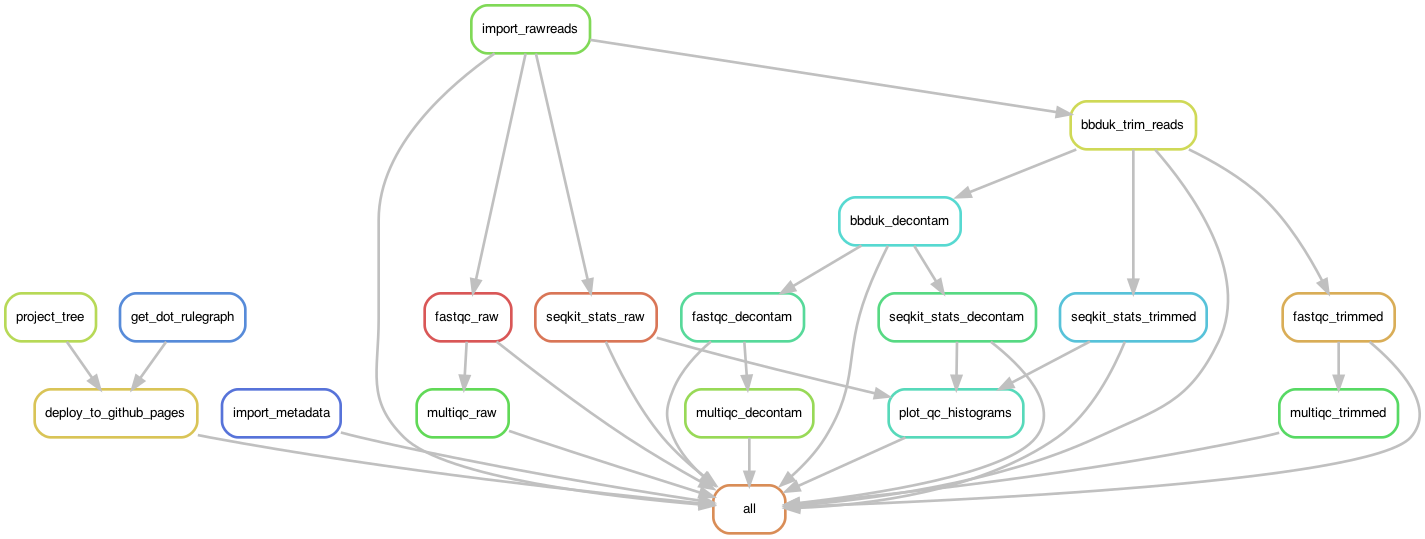 import_rawreads
bbduk_trim_reads
bbduk_decontam
project_tree
get_dot_rulegraph
fastqc_raw
seqkit_stats_raw
fastqc_decontam
seqkit_stats_decontam
seqkit_stats_trimmed
fastqc_trimmed
deploy_to_github_pages
import_metadata
multiqc_raw
multiqc_decontam
plot_qc_histograms
multiqc_trimmed
all